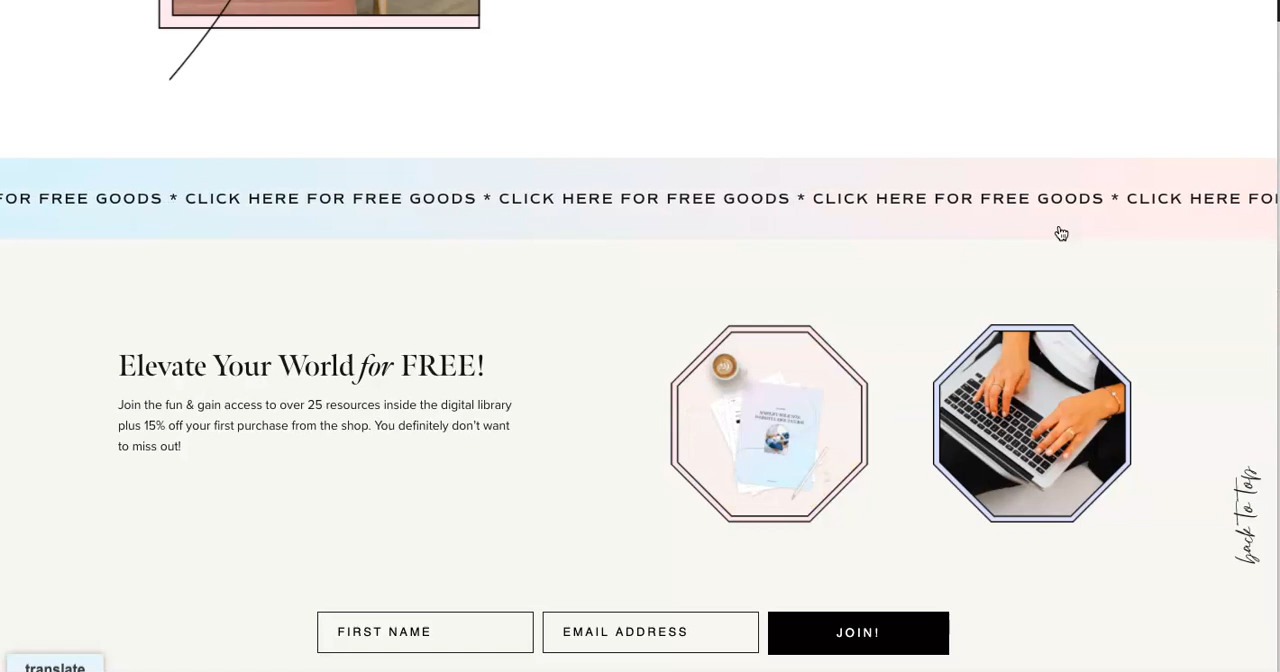 FOR FREE GOODS * CLICK HERE FOR FREE GOODS * CLICK HERE FOR FREE GOODS * CLICK HERE FOR FREE GOODS * CLICK HERE
Elevate Your World for FREE!
Join the fun & gain access to over 25 resources inside the digital library
plus 15% off your first purchase from the shop. You definitely don't want
to miss out!
back to top
FIRST NAME
EMAIL ADDRESS
JOIN!
translate